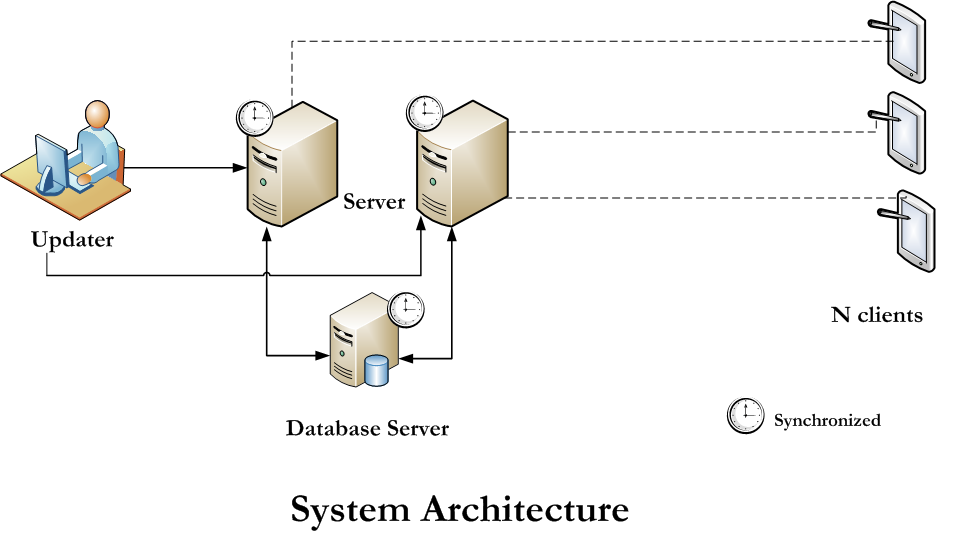 Server
Updater
N clients
Synchronized
Database Server
System Architecture